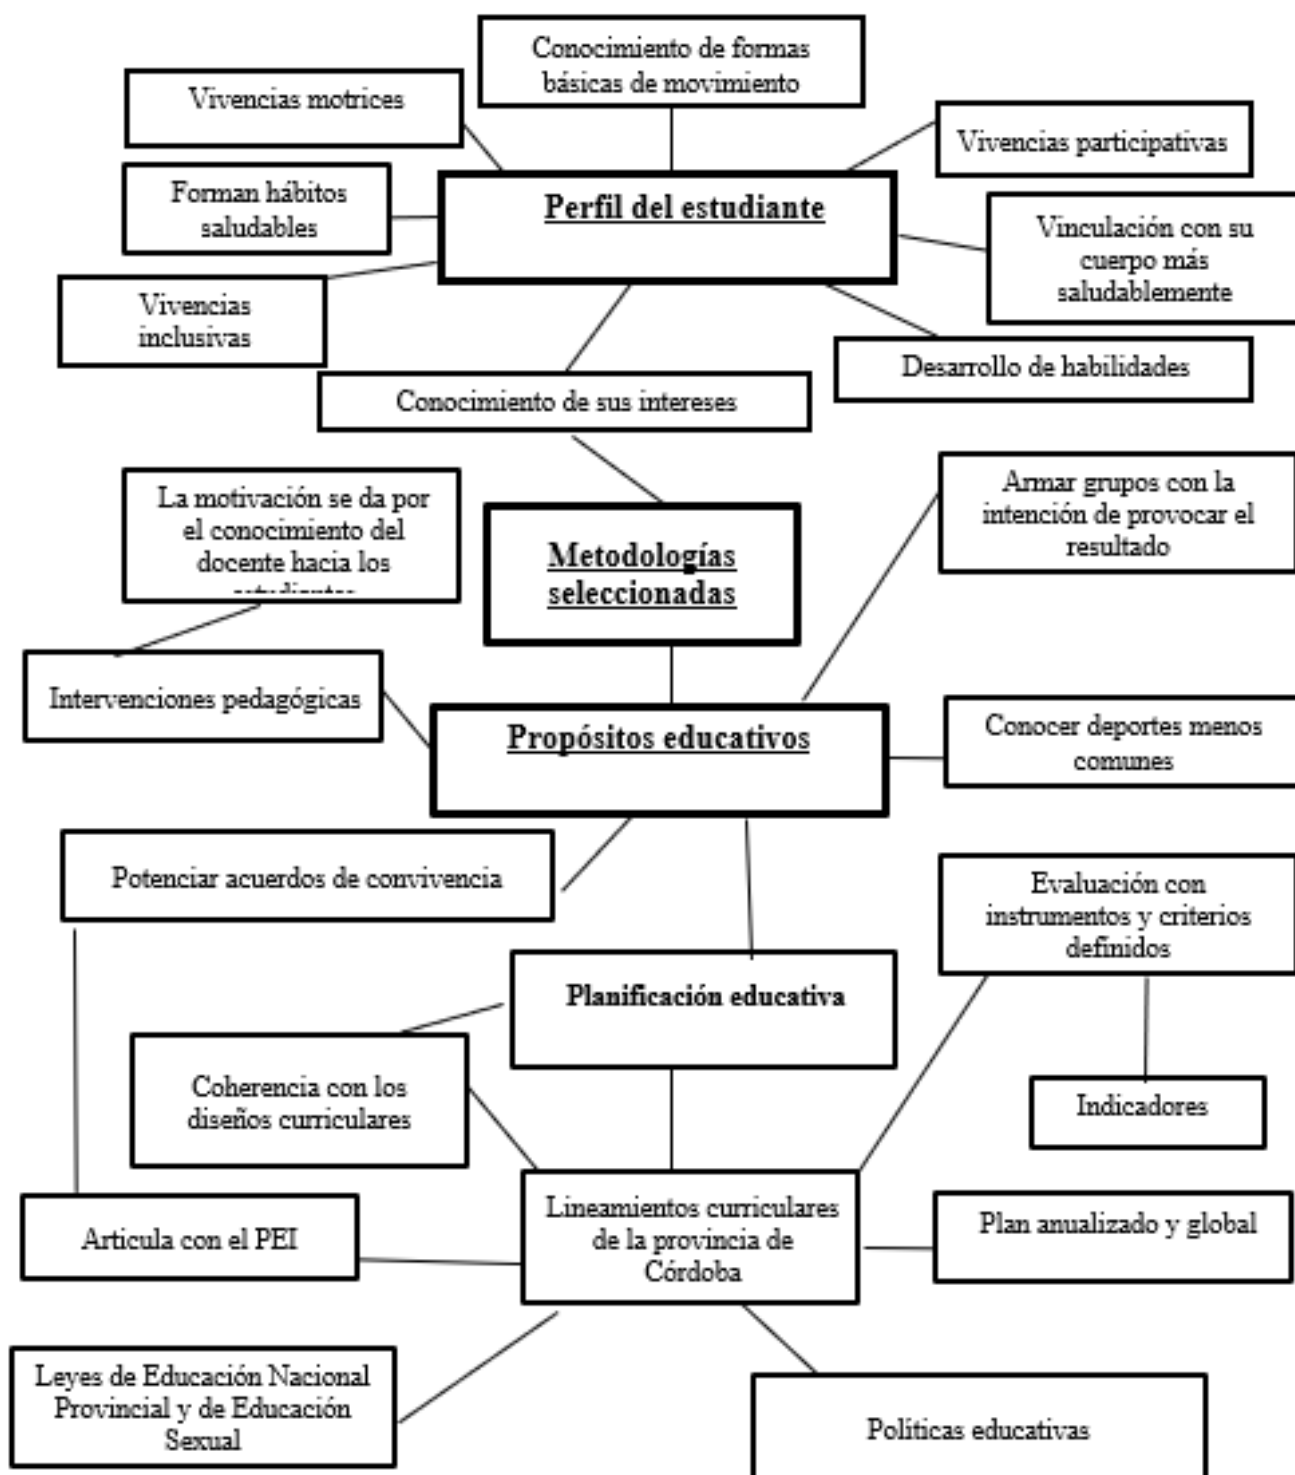 Conocimiento de formas
básicas de movimiento
Vivencias motrices
Vivencias participativas
Forman hábitos
saludables
Perfil del estudiante
Vinculación con su
cuerpo más
saludablemente
Vivencias
inclusivas
Desarrollo de habilidades
Conocimiento de sus intereses
La motivación se da por
el conocimiento del
docente hacia los
Armar grupos con la
intención de provocar el
resultado
Metodologías
seleccionadas
Intervenciones pedagógicas
Propósitos educativos
Conocer deportes menos
comunes
Potenciar acuerdos de convivencia
Evaluación con
instrumentos y criterios
definidos
Planificación educativa
Coherencia con los
diseños curriculares
Indicadores
Lineamientos curriculares
de la provincia de
Córdoba
Articula con el PEI
Plan anualizado y global
Leyes de Educación Nacional
Provincial y de Educación
Sexual
Políticas educativas